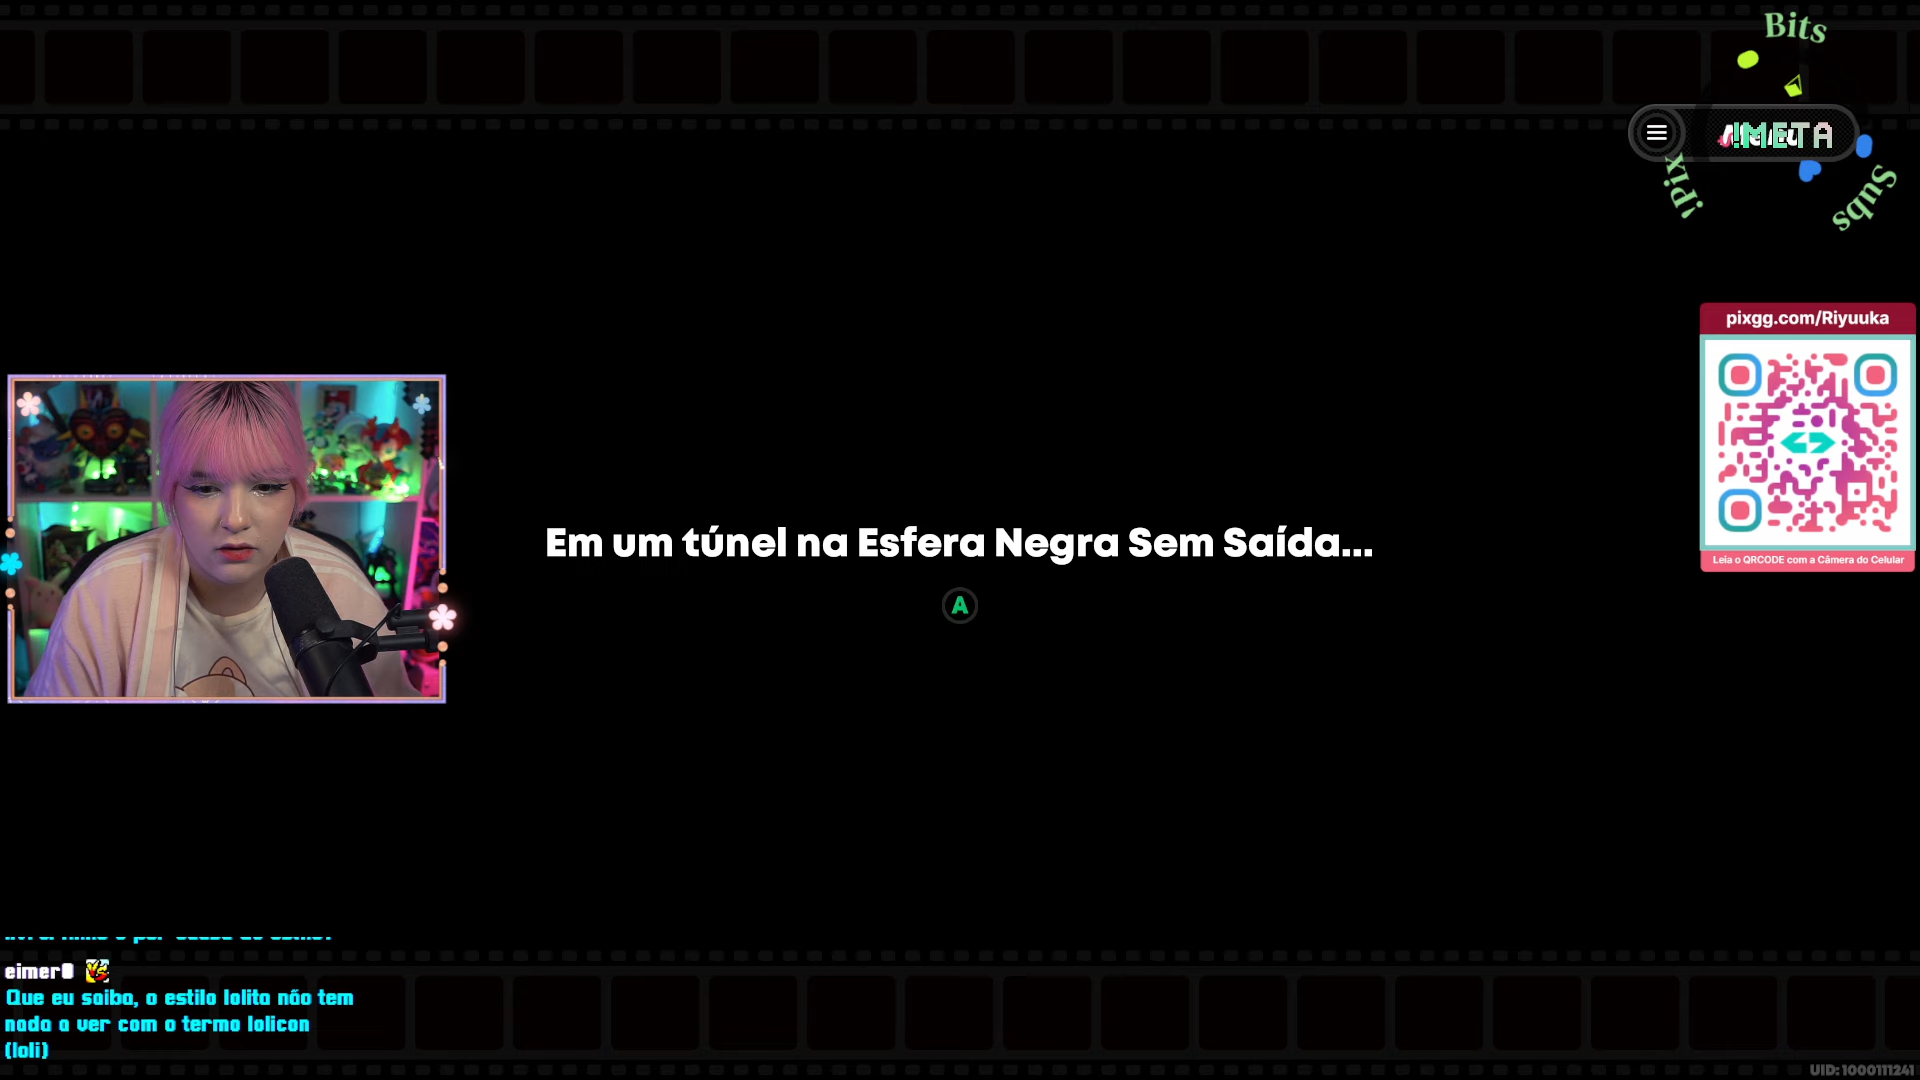 Bits
!META
!Pix
Subs
pixgg.com/Riyuuka
Leia o QRCODE com a Câmera do Celular
Em um túnel na Esfera Negra Sem Saída...
A
eimer0
Que eu saiba, o estilo lolita não tem
nada a ver com o termo lolicon
(loli)
UID: 1000111241